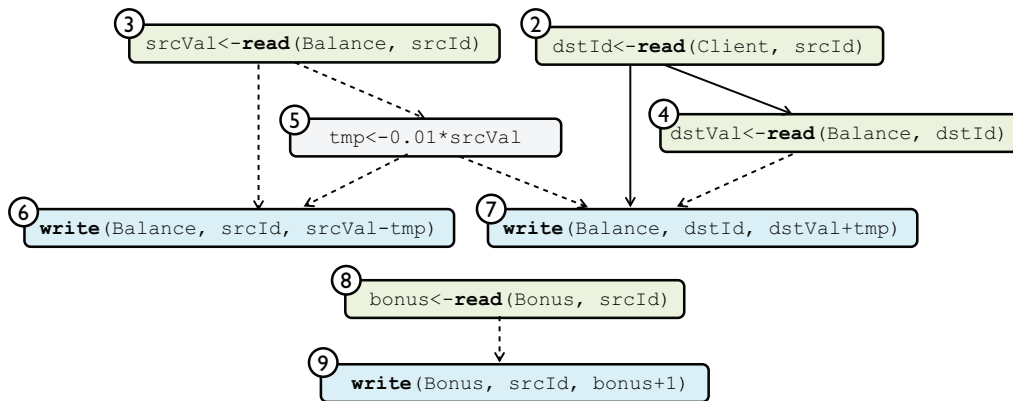 3
srcVal<-read(Balance, srcId)
2
dstId<-read(Client, srcId)
5
tmp<-0.01*srcVal
4
dstVal<-read(Balance, dstId)
6
write(Balance, srcId, srcVal-tmp)
7
write(Balance, dstId, dstVal+tmp)
8
bonus<-read(Bonus, srcId)
9
write(Bonus, srcId, bonus+1)